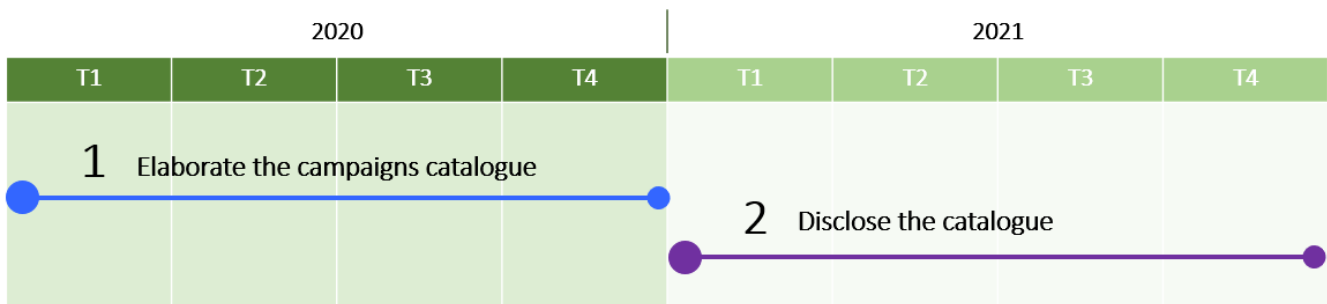 2020 2021
T1 T2 T3 T4 T1 T2 T3 T4
1 Elaborate the campaigns catalogue
2 Disclose the catalogue